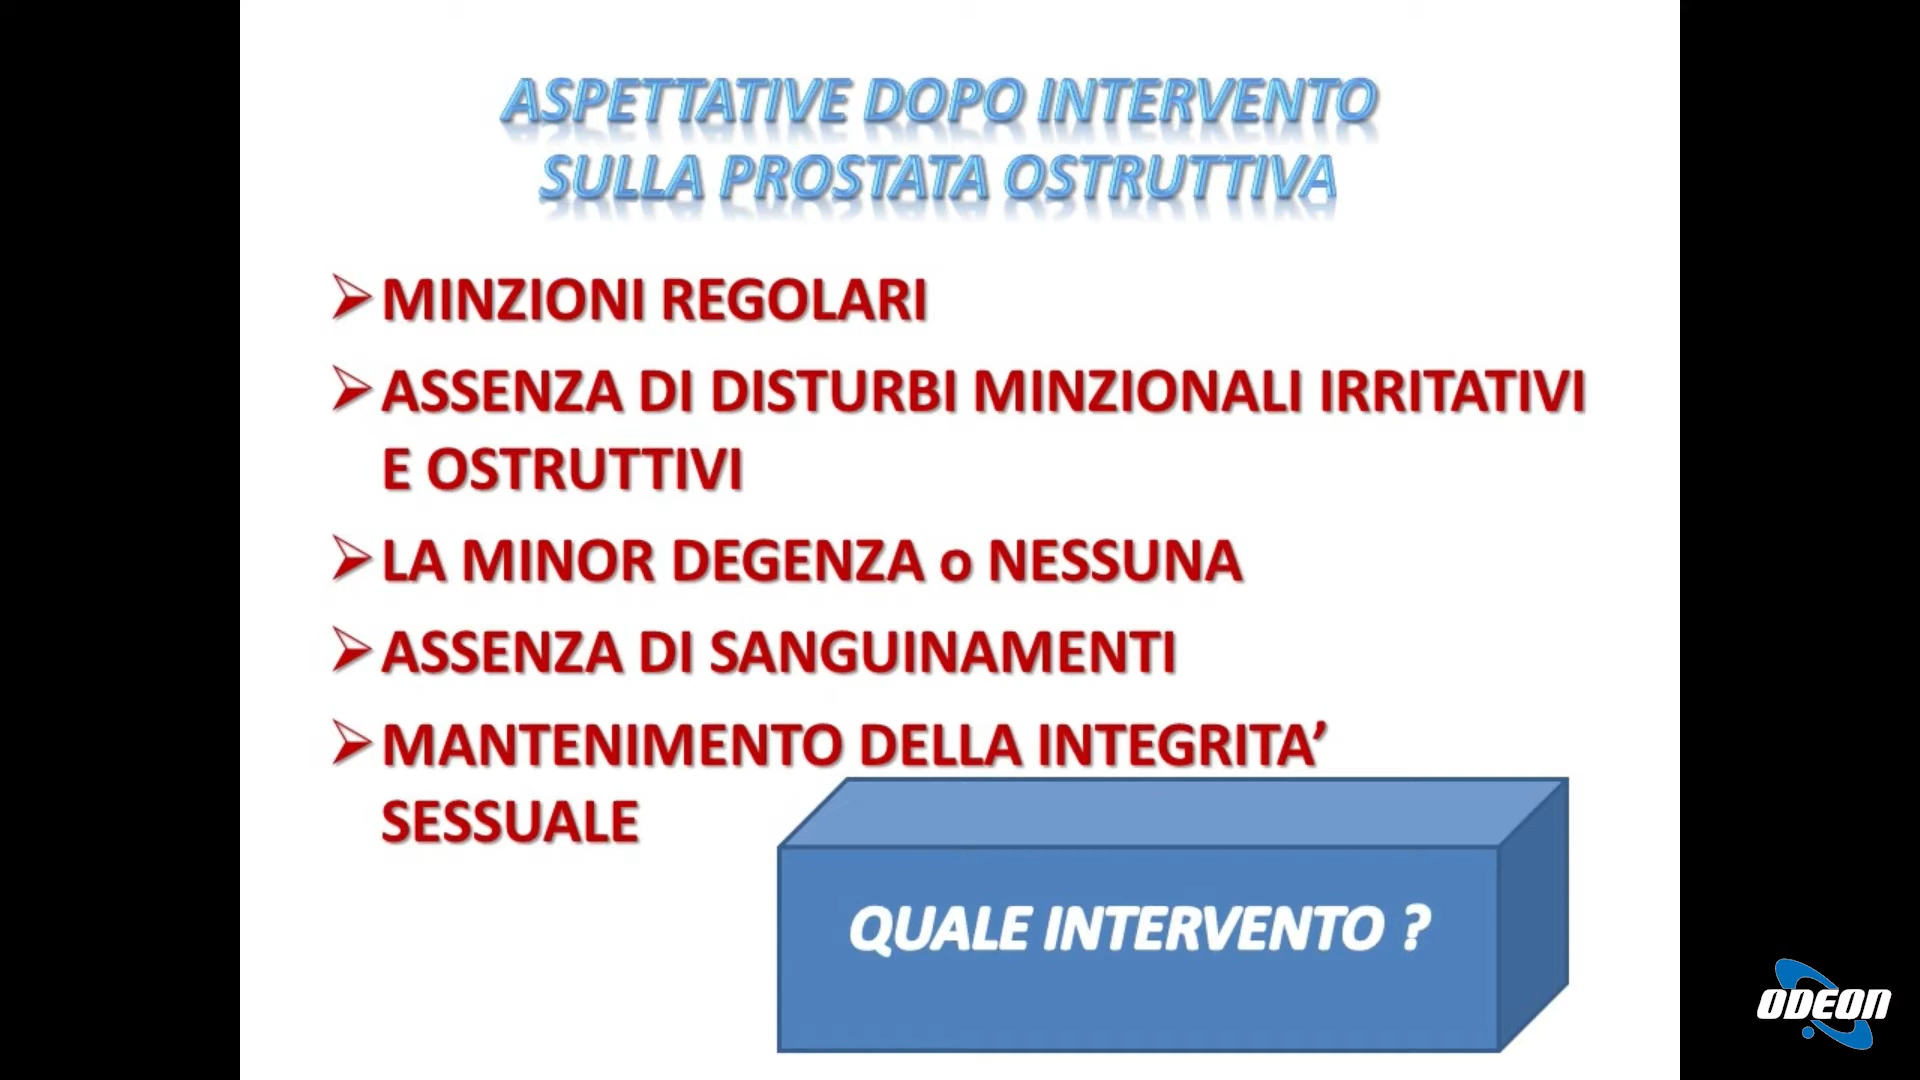 ASPETTATIVE DOPO INTERVENTO
SULLA PROSTATA OSTRUTTIVA
MINZIONI REGOLARI
ASSENZA DI DISTURBI MINZIONALI IRRITATIVI
E OSTRUTTIVI
LA MINOR DEGENZA o NESSUNA
ASSENZA DI SANGUINAMENTI
MANTENIMENTO DELLA INTEGRITA’
SESSUALE
QUALE INTERVENTO ?
ODEON